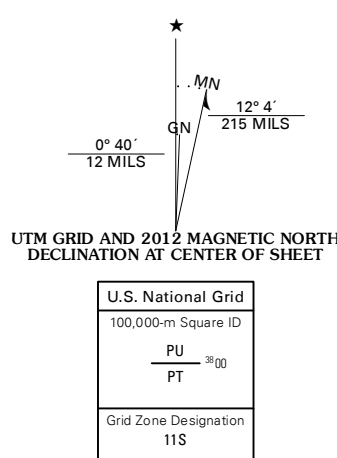 ★
MN
GN
12° 4´
215 MILS
0° 40´
12 MILS
UTM GRID AND 2012 MAGNETIC NORTH
DECLINATION AT CENTER OF SHEET
U.S. National Grid
100,000-m Square ID
PU
3800
PT
Grid Zone Designation
11S